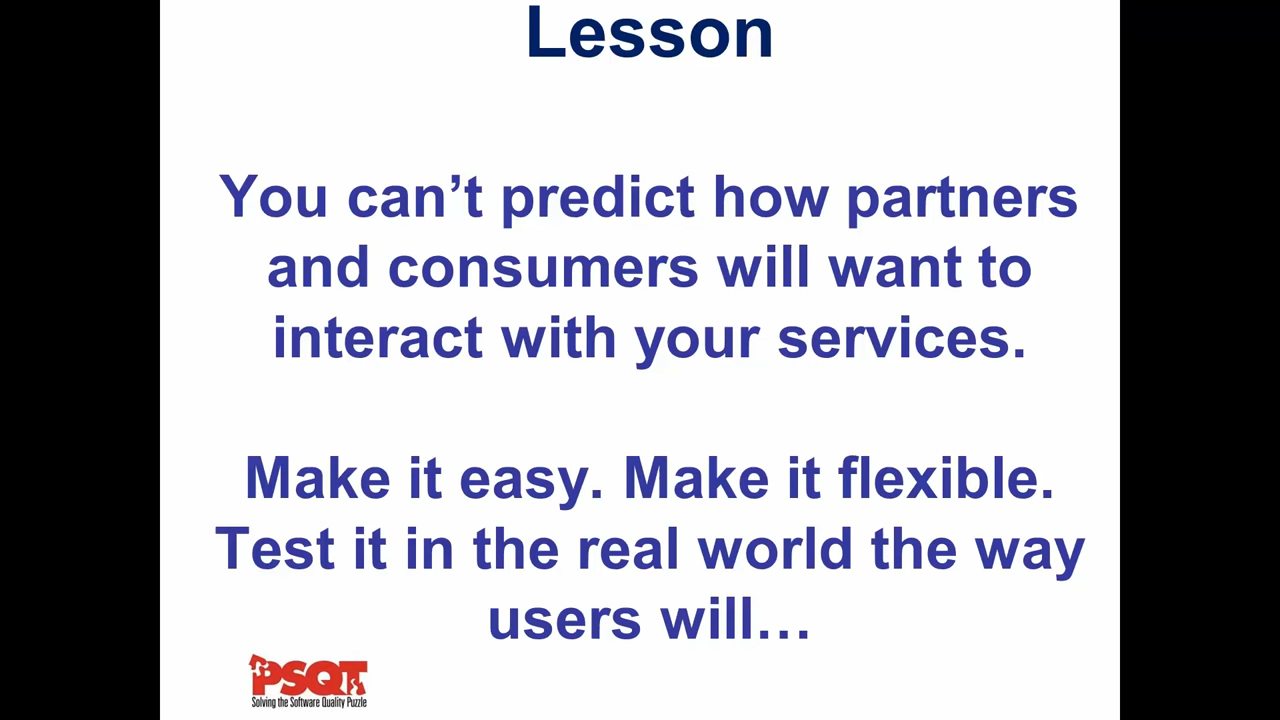 Lesson
You can’t predict how partners
and consumers will want to
interact with your services.
Make it easy. Make it flexible.
Test it in the real world the way
users will…
PSQT
Solving the Software Quality Puzzle